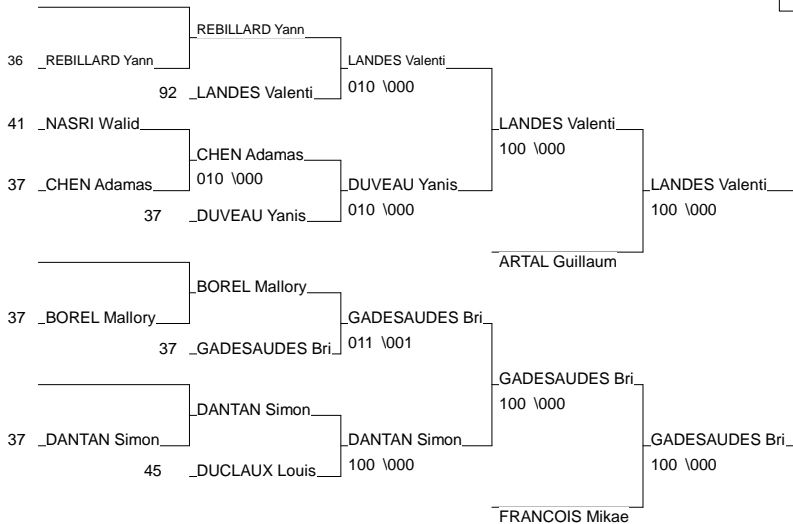 REBILLARD Yann
36 REBILLARD Yann LANDES Valenti
92 LANDES Valenti 010 \000
41 NASRI Walid LANDES Valenti
100 \000
CHEN Adamas
37 CHEN Adamas 010 \000 DUVEAU Yanis LANDES Valenti
37 DUVEAU Yanis 010 \000 100 \000
ARTAL Guillaum
BOREL Mallory
37 BOREL Mallory GADESAUDES Bri
37 GADESAUDES Bri 011 \001
GADESAUDES Bri
100 \000
DANTAN Simon
37 DANTAN Simon DANTAN Simon GADESAUDES Bri
45 DUCLAUX Louis 100 \000 100 \000
FRANCOIS Mikae